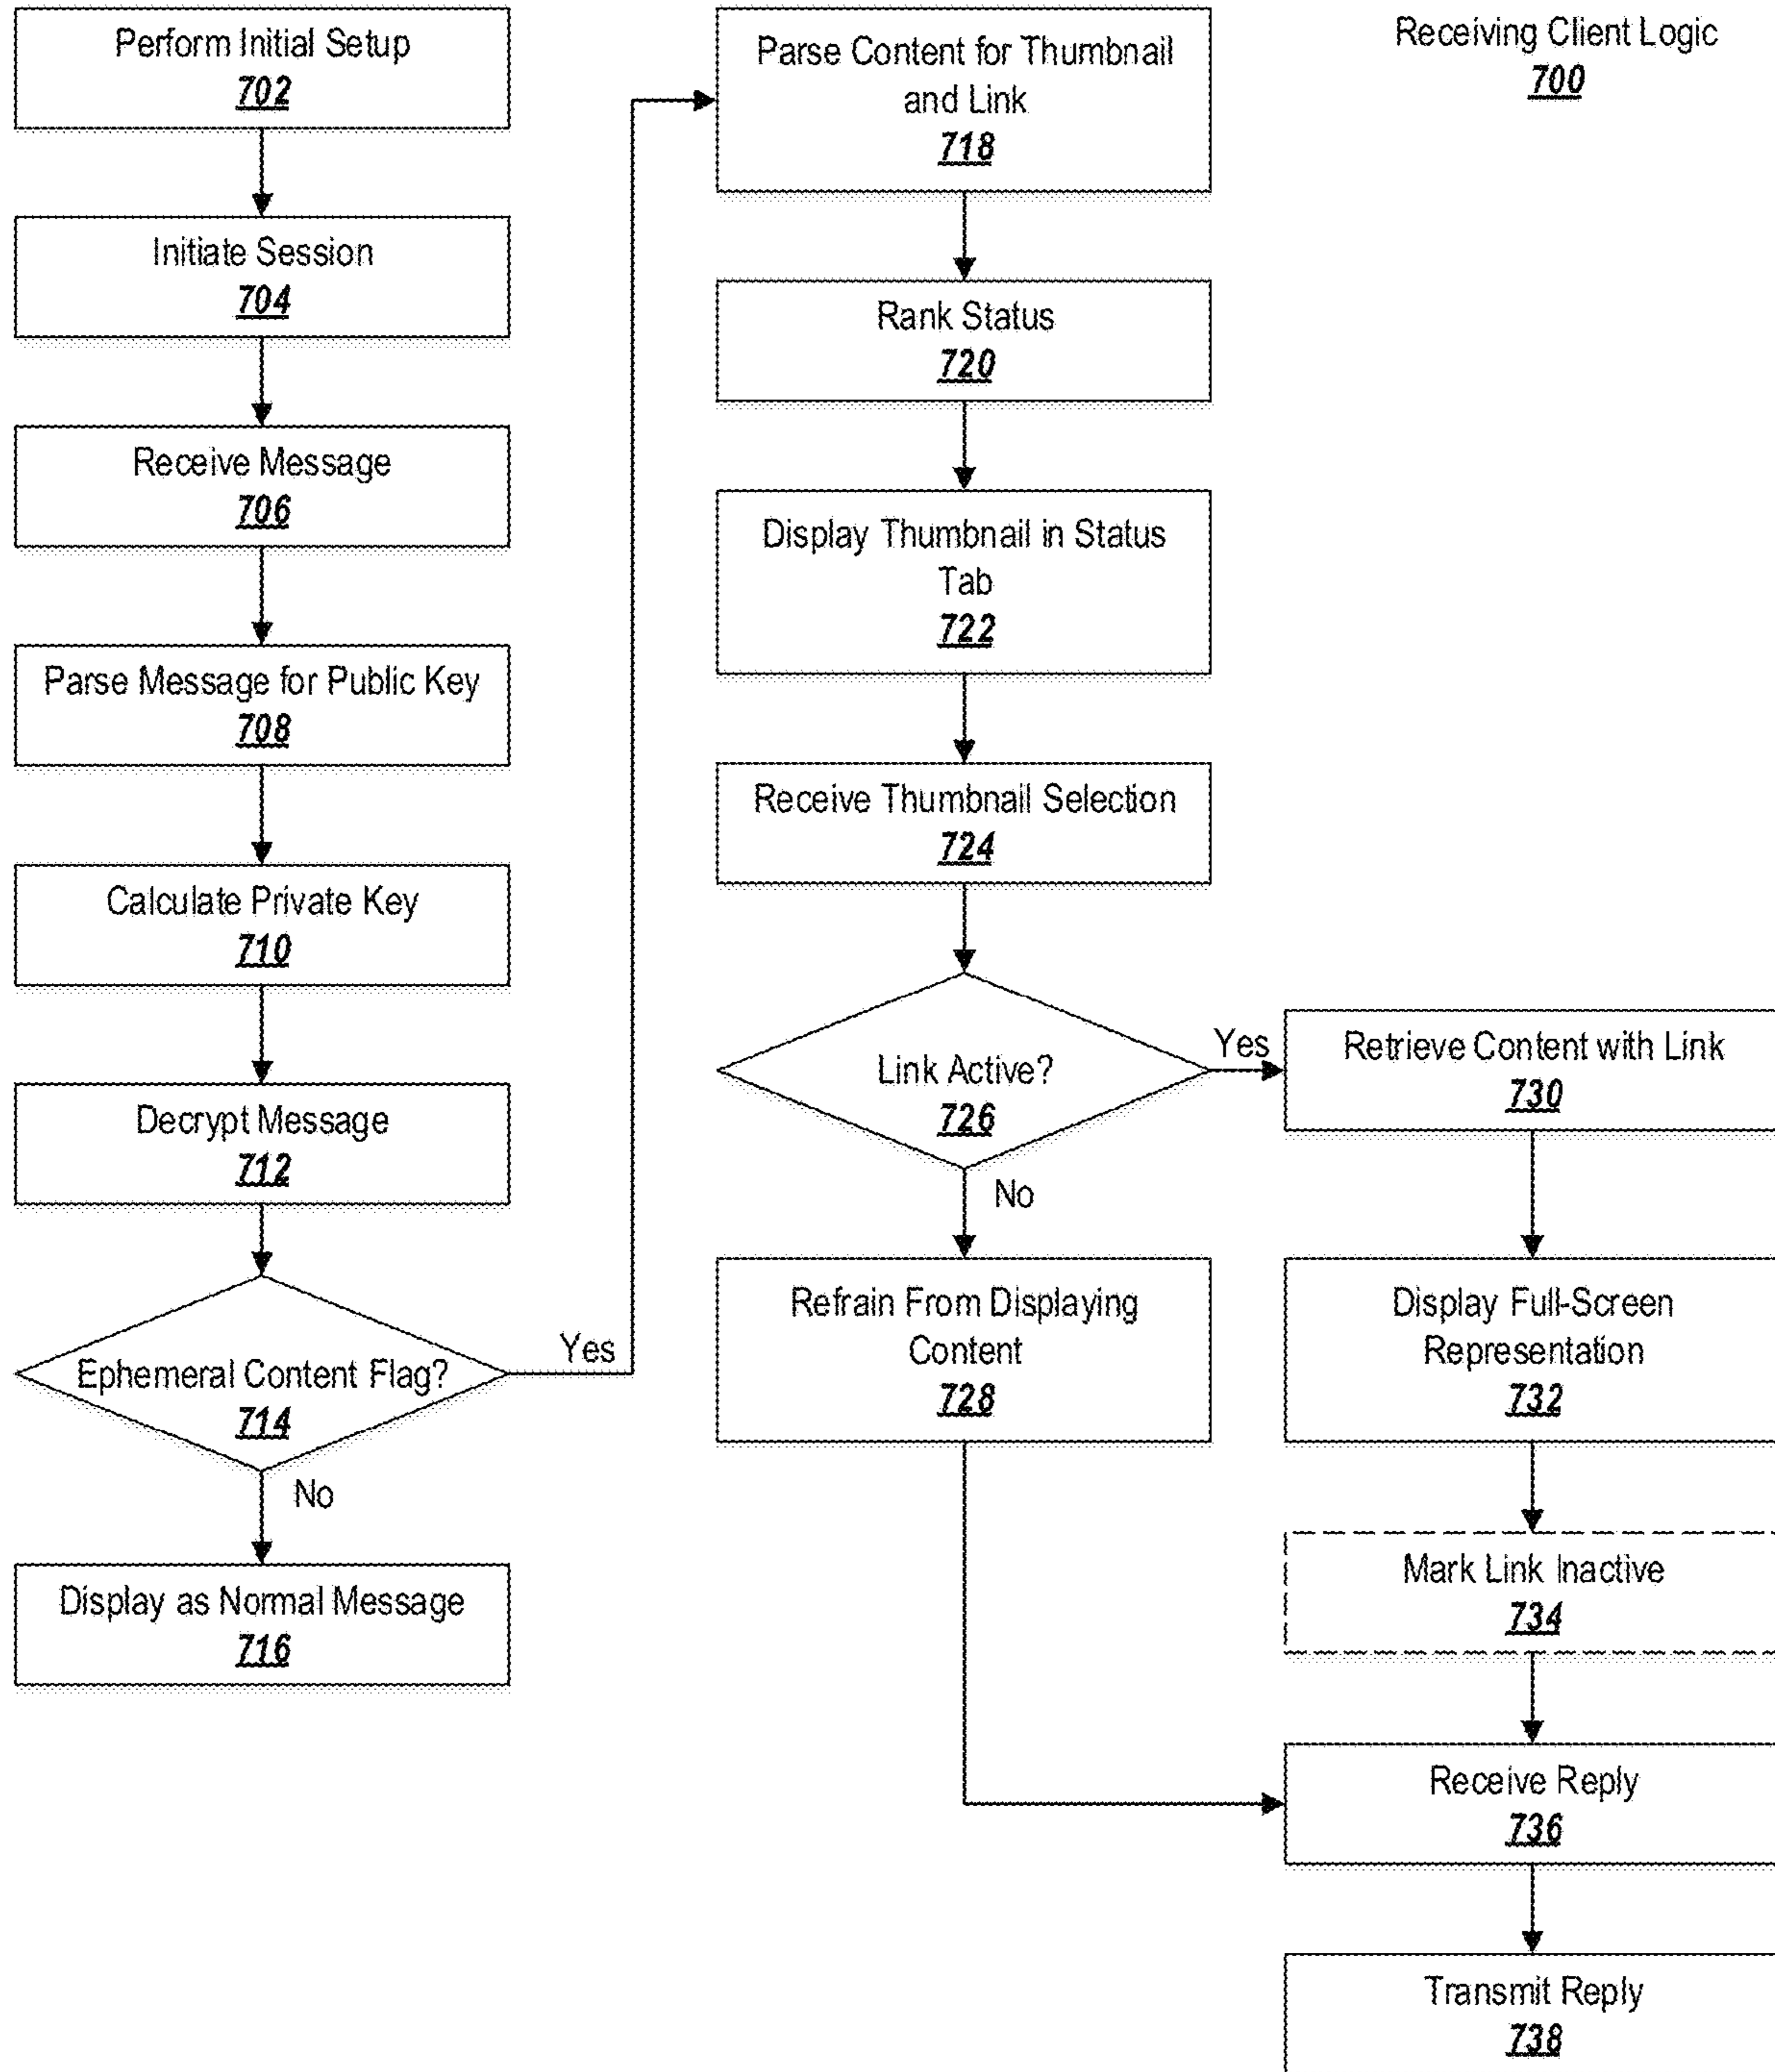 Perform Initial Setup
702
Initiate Session
704
Receive Message
706
Parse Message for Public Key
708
Calculate Private Key
710
Decrypt Message
712
Ephemeral Content Flag?
714
Yes
No
Display as Normal Message
716
Parse Content for Thumbnail
and Link
718
Rank Status
720
Display Thumbnail in Status
Tab
722
Receive Thumbnail Selection
724
Link Active?
726
Yes
No
Refrain From Displaying
Content
728
Receiving Client Logic
700
Retrieve Content with Link
730
Display Full-Screen
Representation
732
Mark Link Inactive
734
Receive Reply
736
Transmit Reply
738